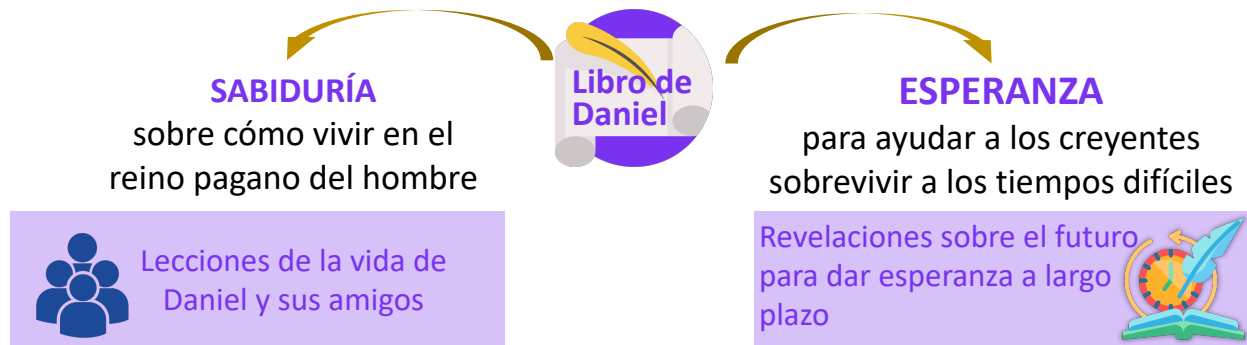 Libro de
Daniel
SABIDURÍA
sobre cómo vivir en el
reino pagano del hombre
Lecciones de la vida de
Daniel y sus amigos
ESPERANZA
para ayudar a los creyentes
sobrevivir a los tiempos difíciles
Revelaciones sobre el futuro
para dar esperanza a largo
plazo